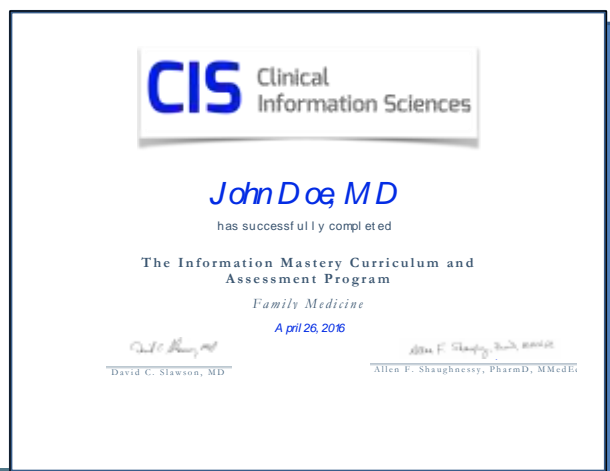 CIS Clinical
Information Sciences
John Doe, MD
has successfully completed
The Information Mastery Curriculum and
Assessment Program
Family Medicine
April 26, 2016
David C. Slawson, MD
Allen F. Shaughnessy, PharmD, MMedEd